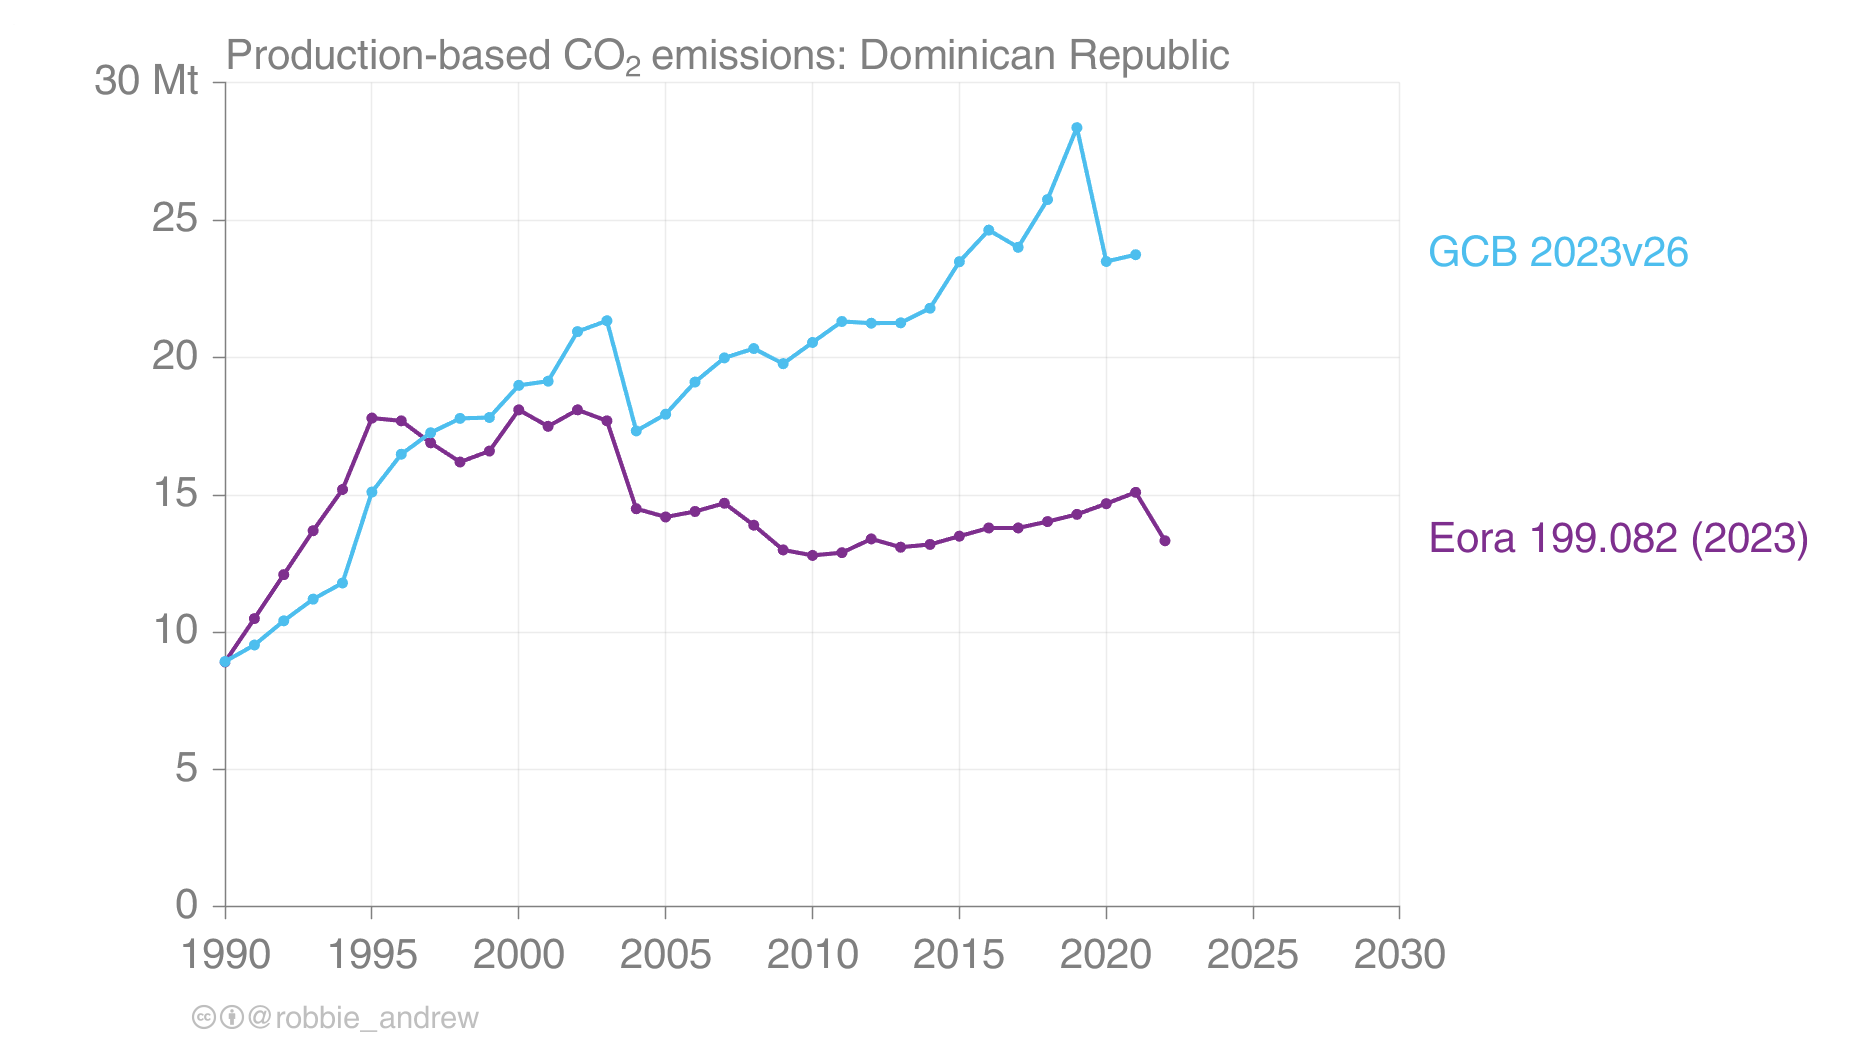 Production-based CO₂ emissions: Dominican Republic
30 Mt
25
20
15
10
5
0
1990 1995 2000 2005 2010 2015 2020 2025 2030
GCB 2023v26
Eora 199.082 (2023)
@robbie_andrew